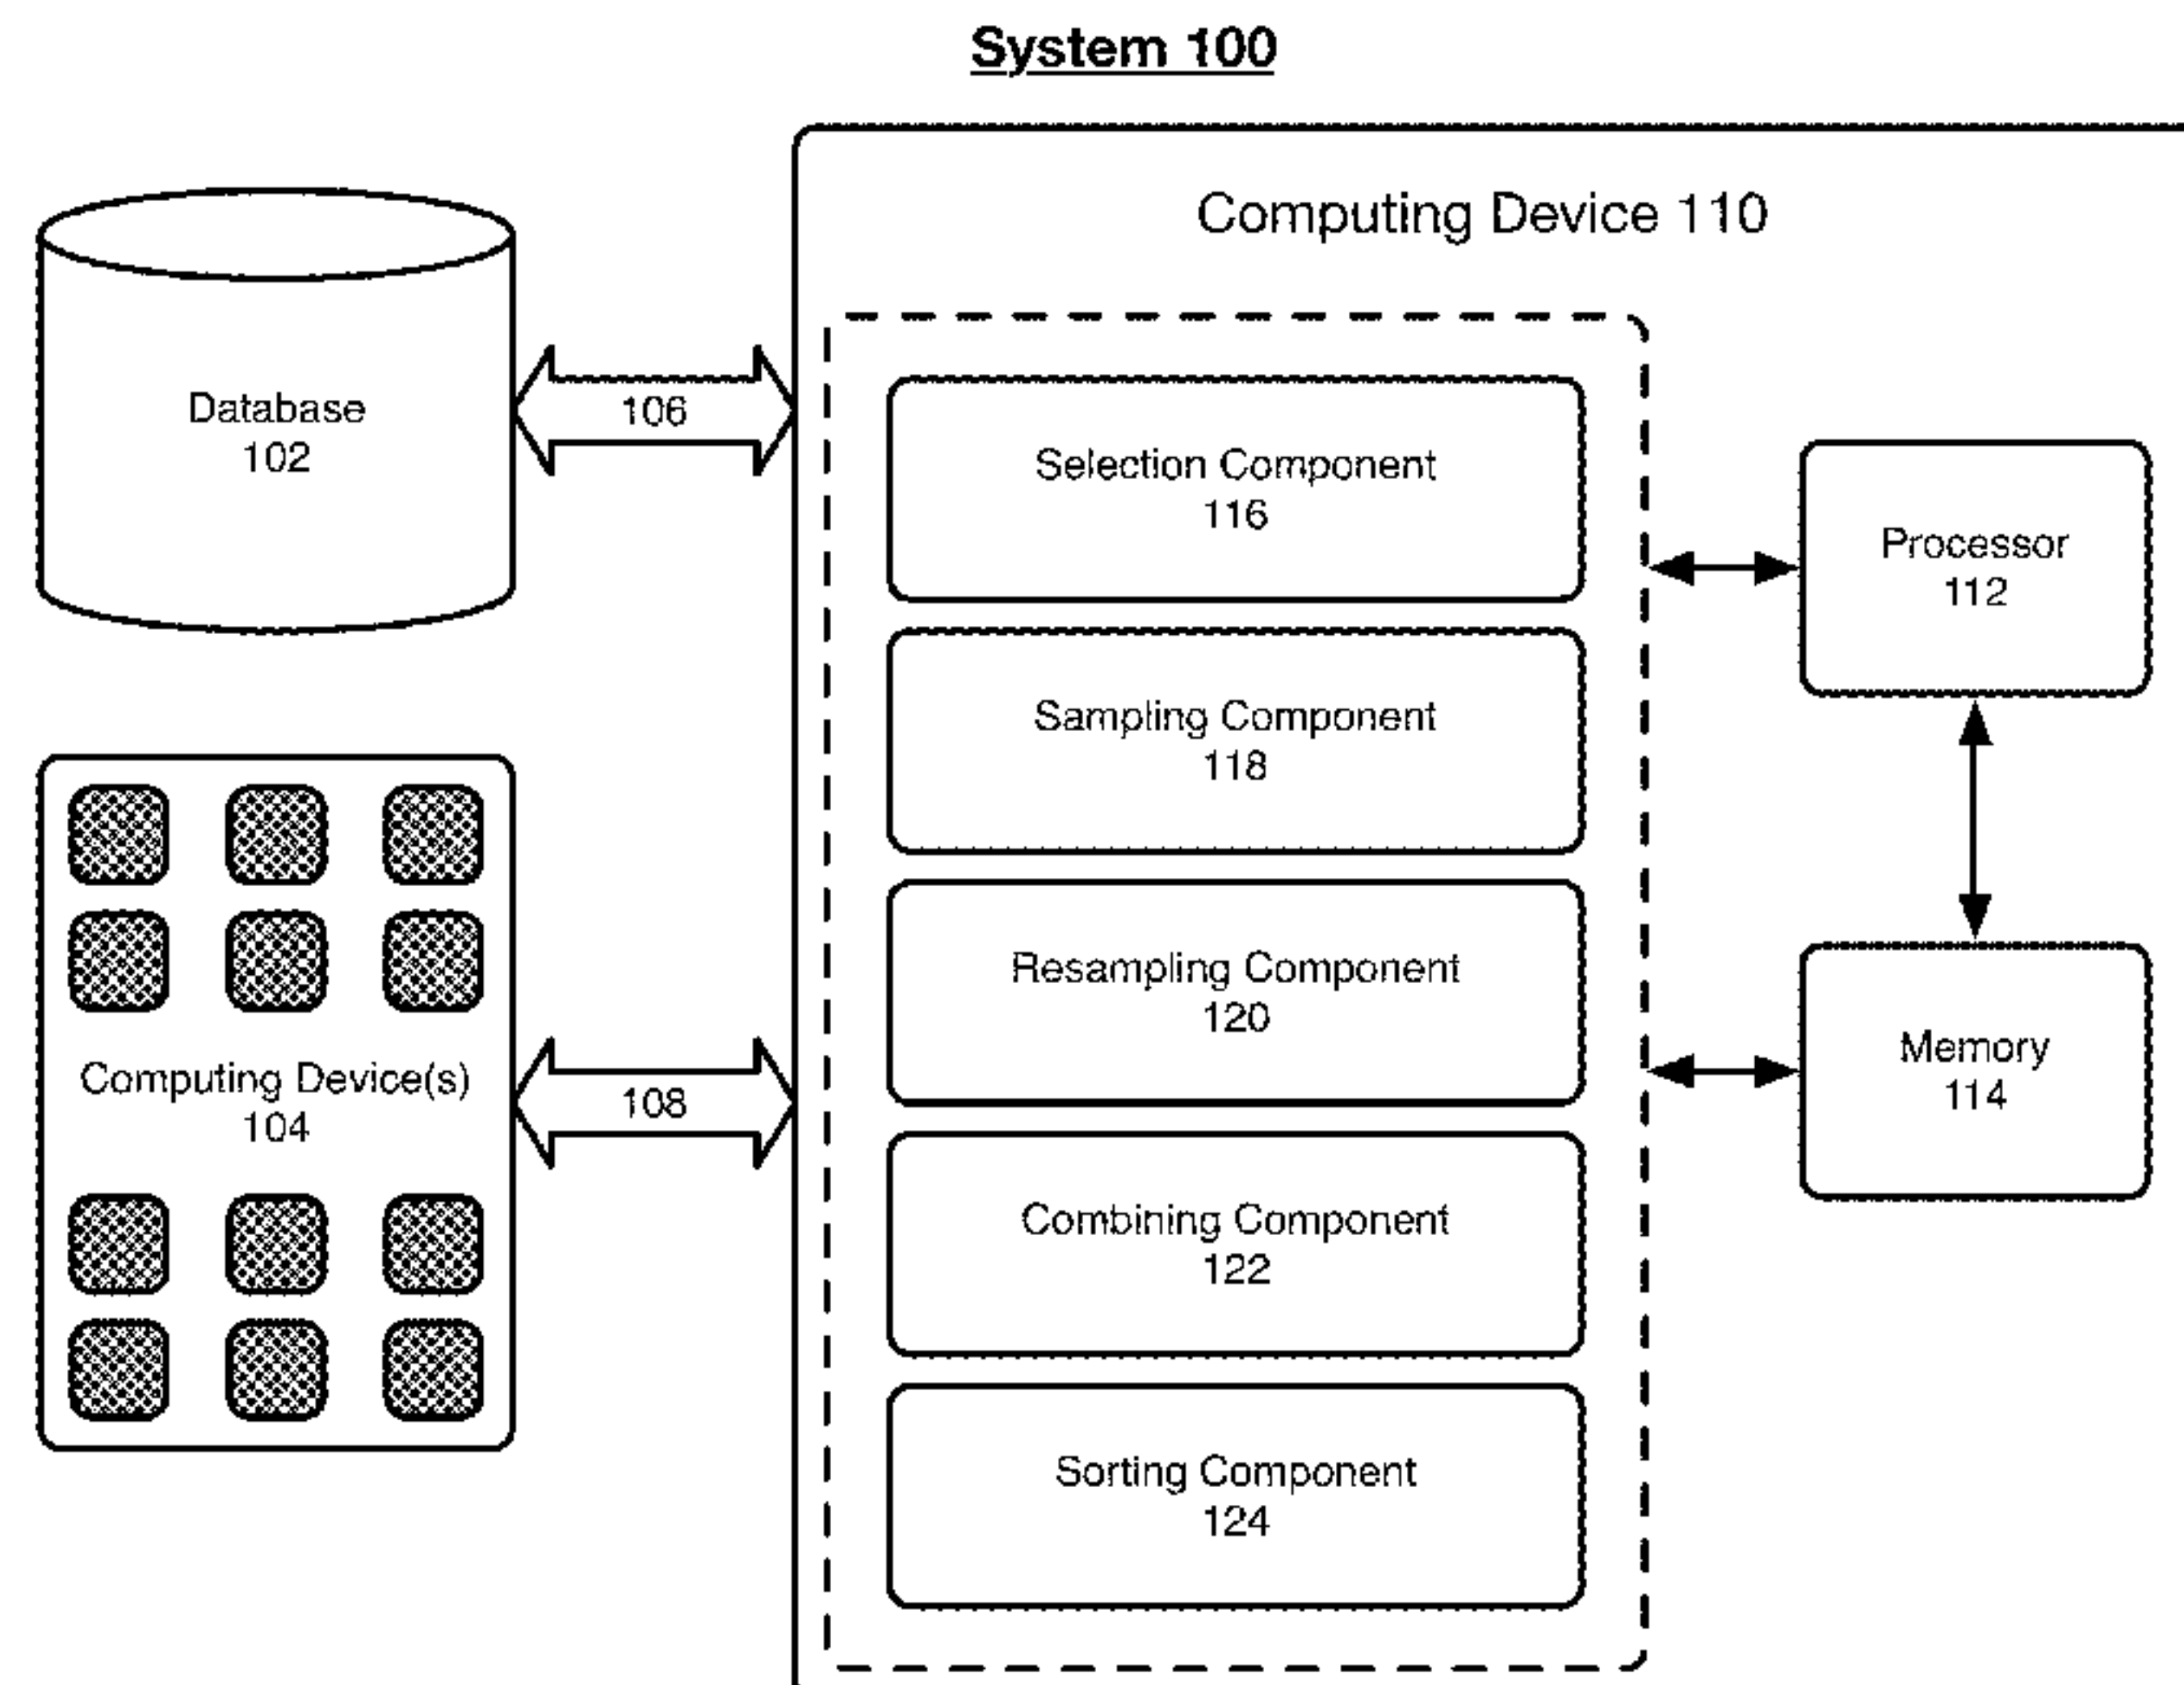 System 100
Computing Device 110
Database
102
106
Selection Component
116
Processor
112
Sampling Component
118
Resampling Component
120
Computing Device(s)
104
108
Memory
114
Combining Component
122
Sorting Component
124